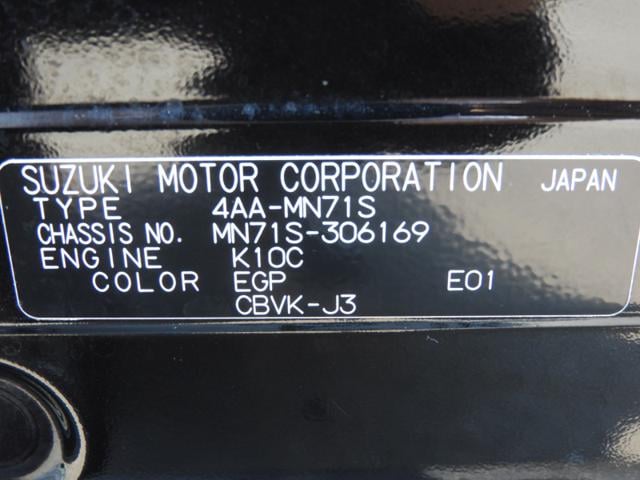 SUZUKI MOTOR CORPORATION JAPAN
TYPE 4AA-MN71S
CHASSIS NO. MN71S-306169
ENGINE K10C
COLOR EGP E01
CBVK-J3